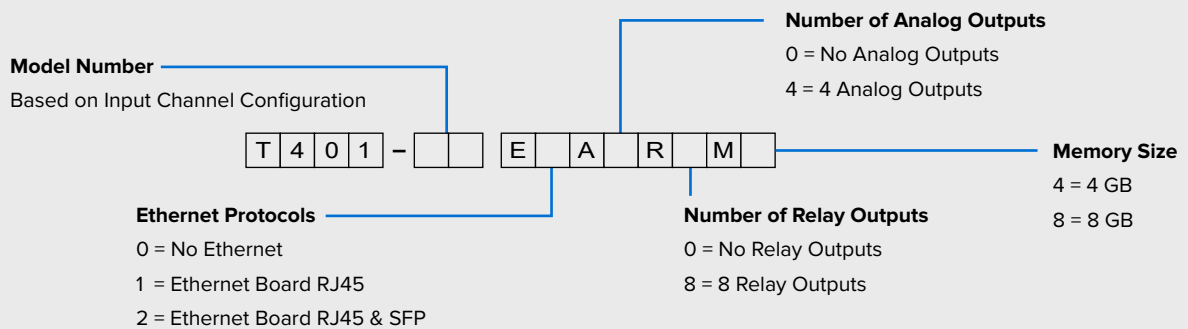 Number of Analog Outputs
0 = No Analog Outputs
4 = 4 Analog Outputs
Model Number
Based on Input Channel Configuration
T 4 0 1 – E A R M
Memory Size
4 = 4 GB
8 = 8 GB
Ethernet Protocols
0 = No Ethernet
1 = Ethernet Board RJ45
2 = Ethernet Board RJ45 & SFP
Number of Relay Outputs
0 = No Relay Outputs
8 = 8 Relay Outputs